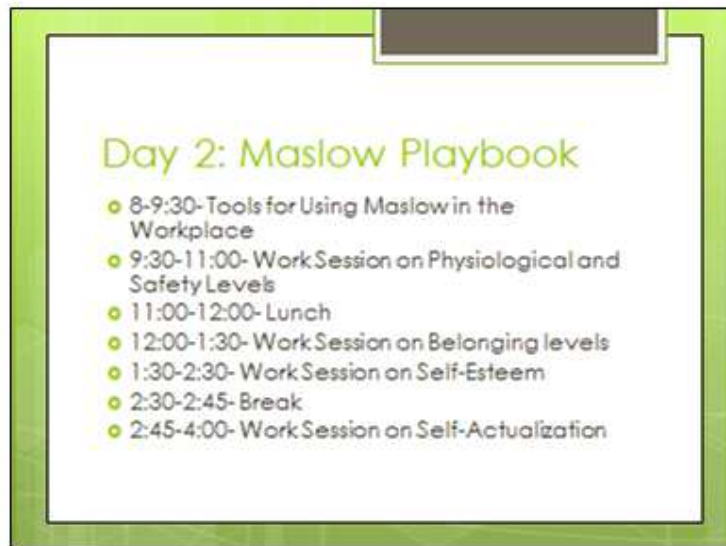 Day 2: Maslow Playbook
8-9:30- Tools for Using Maslow in the
Workplace
9:30-11:00- Work Session on Physiological and
Safety Levels
11:00-12:00- Lunch
12:00-1:30- Work Session on Belonging levels
1:30-2:30- Work Session on Self-Esteem
2:30-2:45- Break
2:45-4:00- Work Session on Self-Actualization